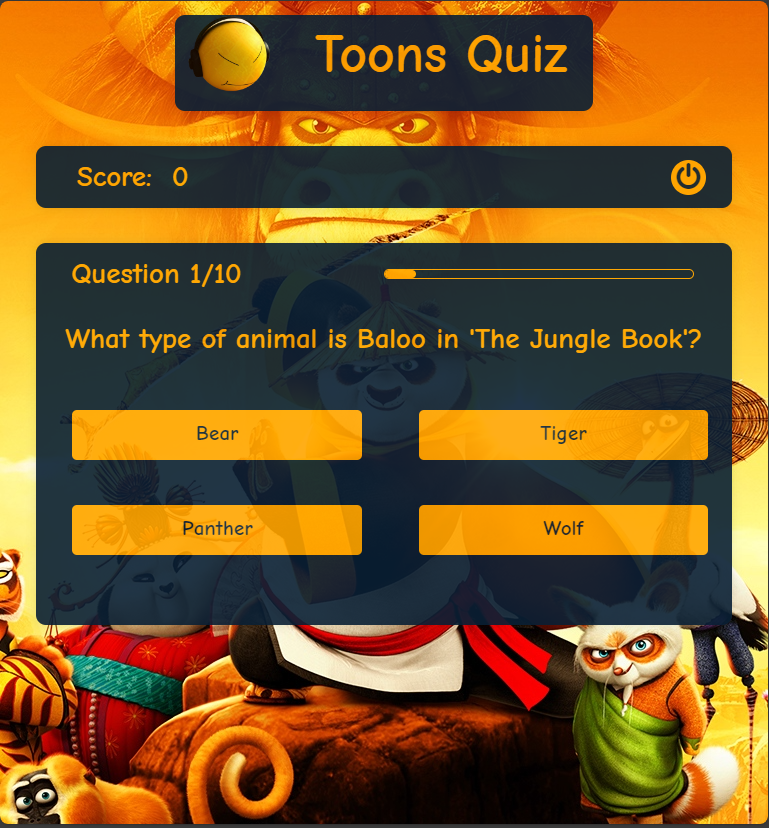 Toons Quiz
Score: 0
Question 1/10
What type of animal is Baloo in 'The Jungle Book'?
Bear
Tiger
Panther
Wolf